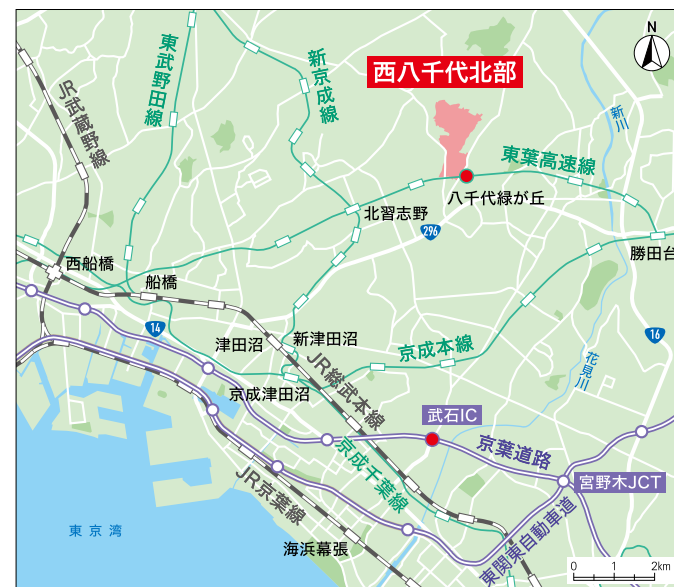 N
西八千代北部
東武野田線
新京成線
JR武蔵野線
新川
東葉高速線
八千代緑が丘
北習志野
296
勝田台
西船橋
船橋
14
16
津田沼
新津田沼
京成本線
花見川
JR総武本線
京成津田沼
武石IC
京葉道路
京成千葉線
宮野木JCT
JR京葉線
東関東自動車道
東京湾
海浜幕張
0 1 2km